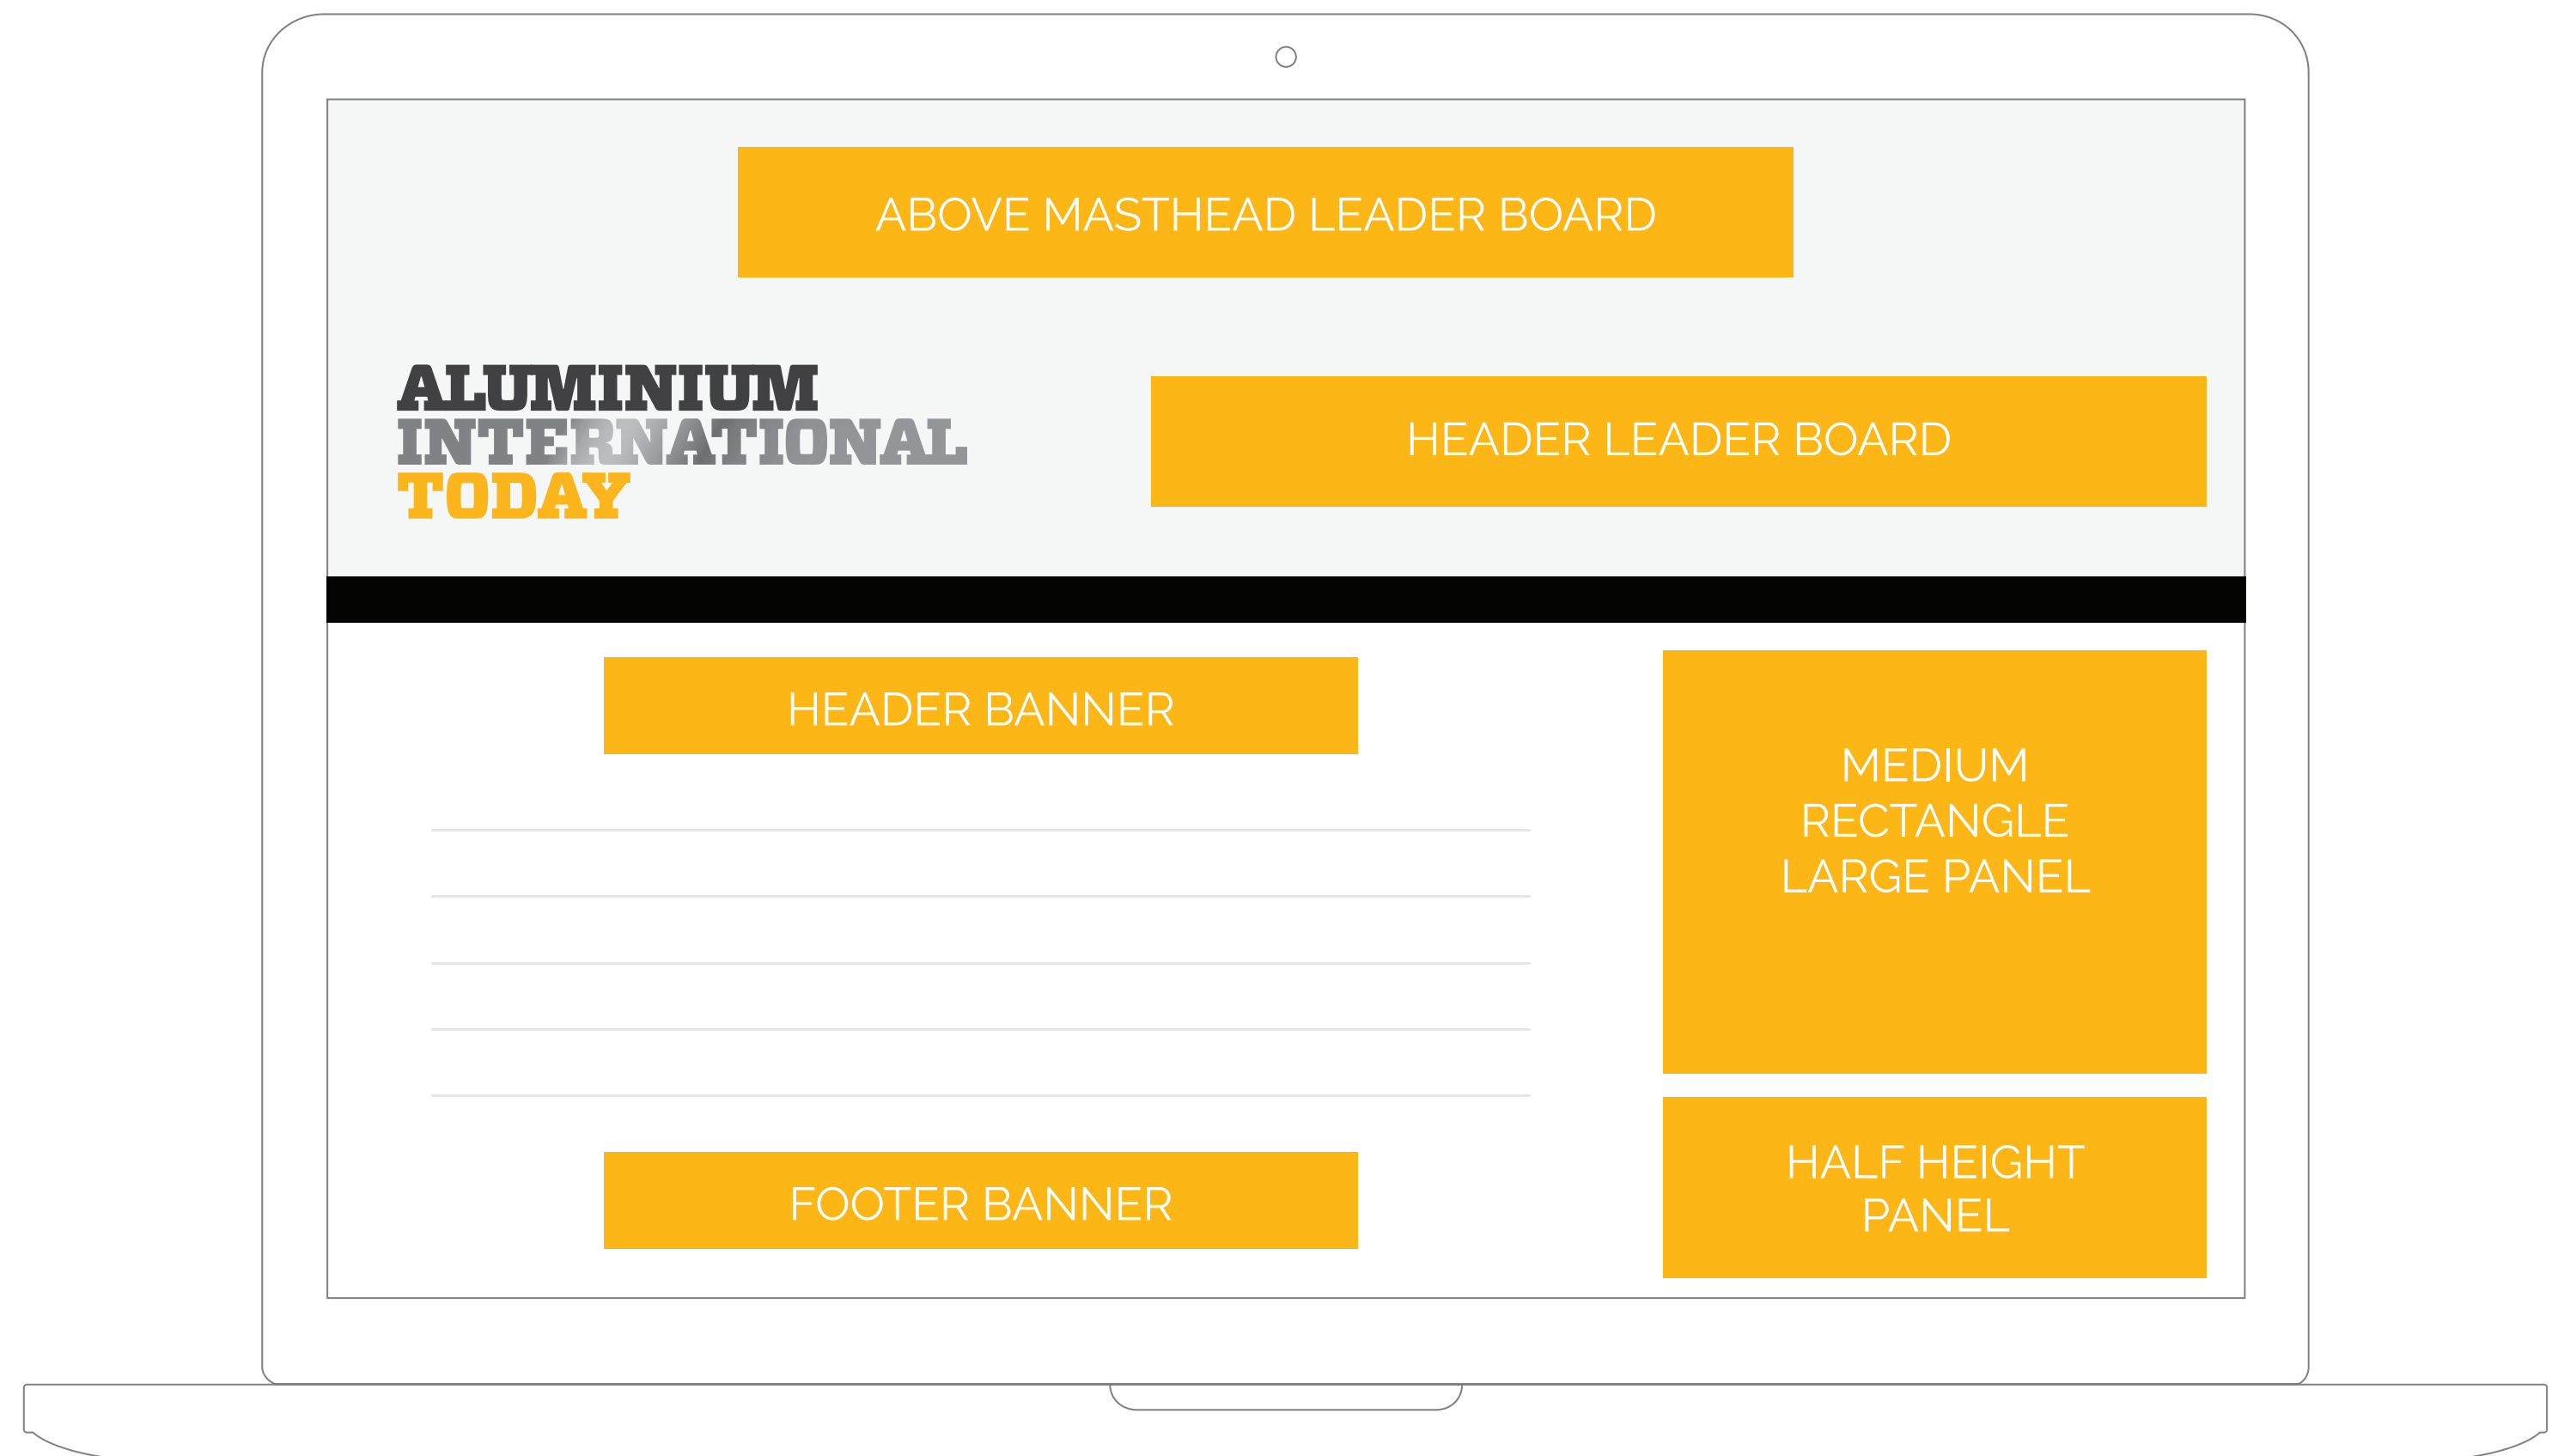 ABOVE MASTHEAD LEADER BOARD
ALUMINIUM
INTERNATIONAL
TODAY
HEADER LEADER BOARD
HEADER BANNER
MEDIUM
RECTANGLE
LARGE PANEL
FOOTER BANNER
HALF HEIGHT
PANEL